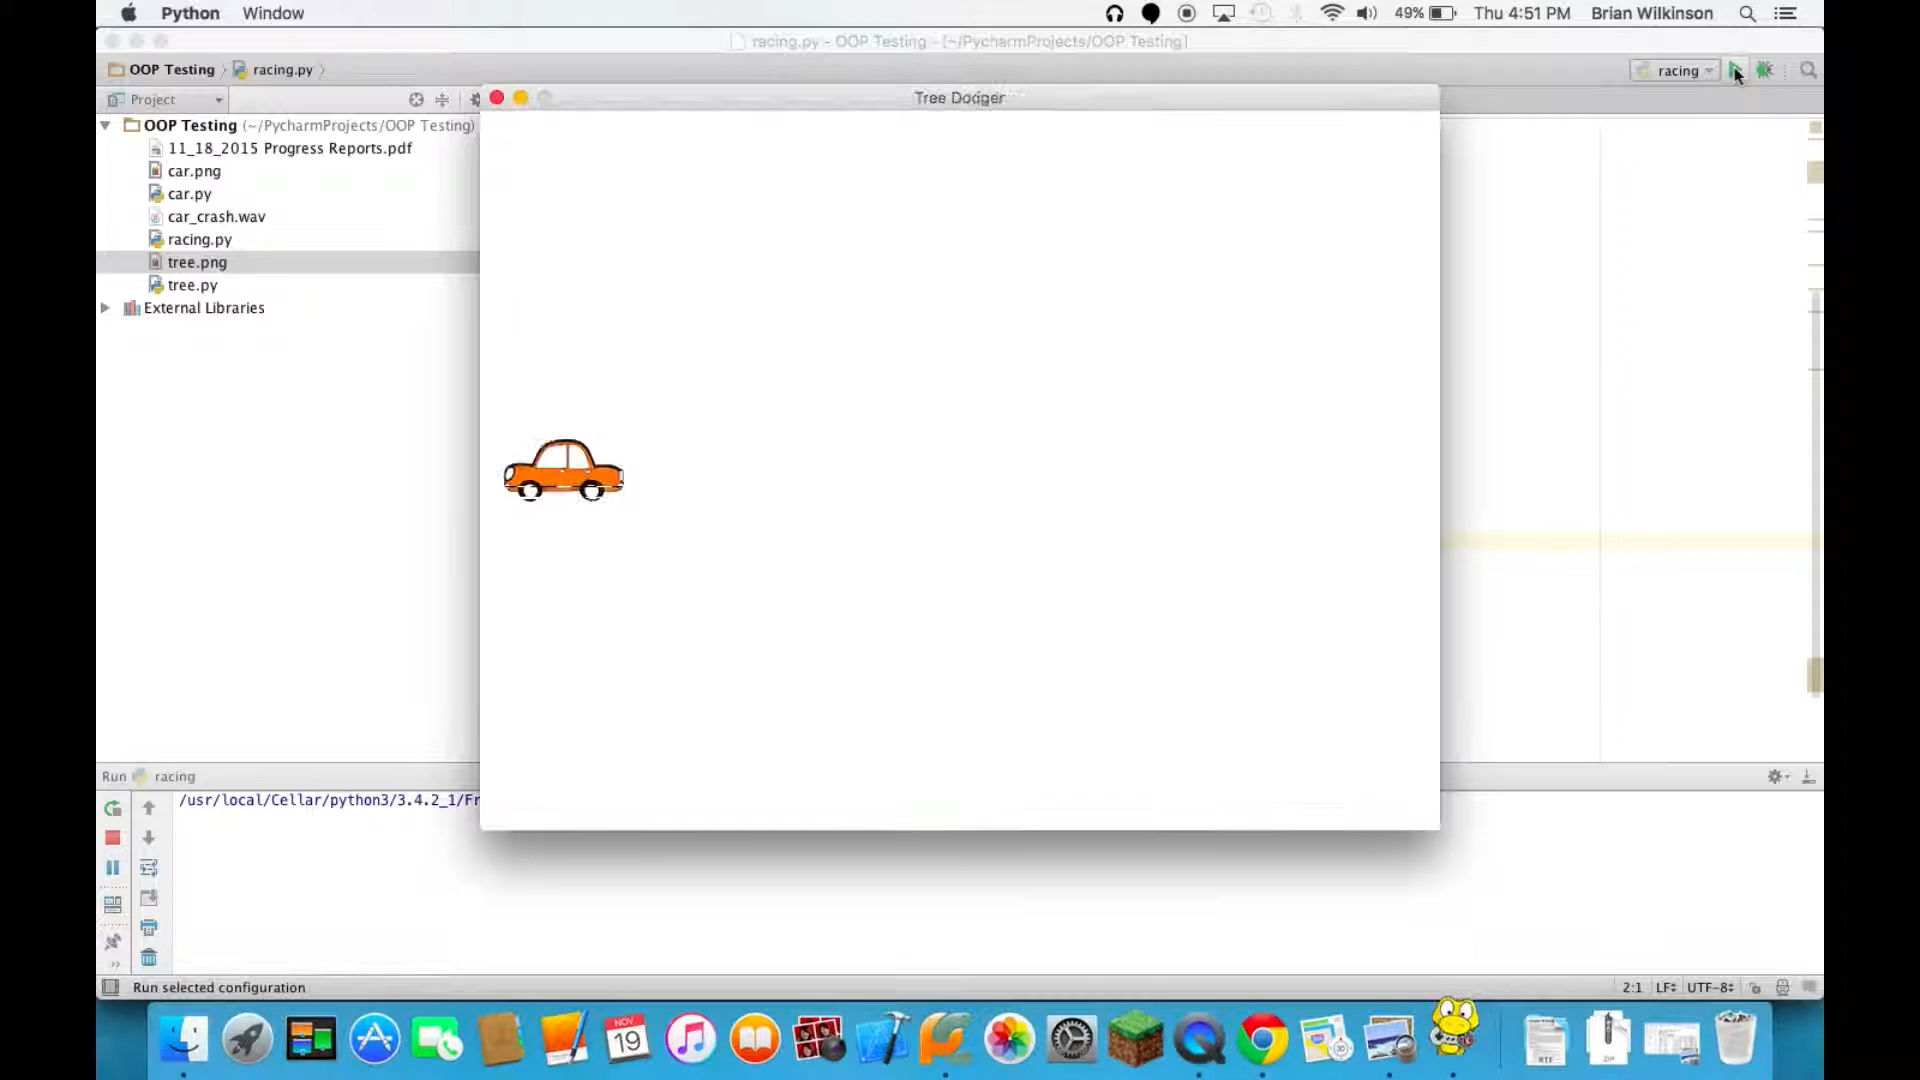 Python Window 49% Thu 4:51 PM Brian Wilkinson
racing.py - OOP Testing - [~/PycharmProjects/OOP Testing]
OOP Testing racing.py racing
Project
Tree Dodger
OOP Testing (~/PycharmProjects/OOP Testing)
11_18_2015 Progress Reports.pdf
car.png
car.py
car_crash.wav
racing.py
tree.png
tree.py
External Libraries
Run racing
/usr/local/Cellar/python3/3.4.2_1/Fr
Run selected configuration 2:1 LF UTF-8
NOV
19
RTF
ZIP